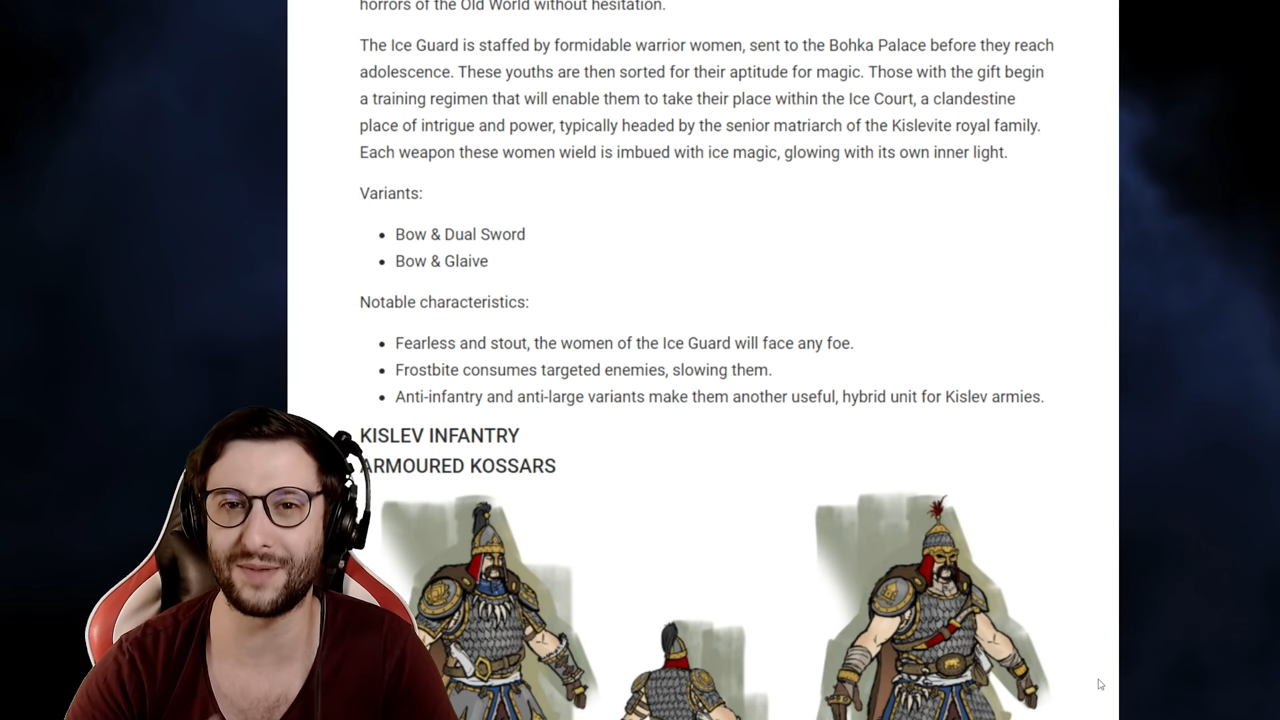 horrors of the Old World without hesitation.
The Ice Guard is staffed by formidable warrior women, sent to the Bohka Palace before they reach
adolescence. These youths are then sorted for their aptitude for magic. Those with the gift begin
a training regimen that will enable them to take their place within the Ice Court, a clandestine
place of intrigue and power, typically headed by the senior matriarch of the Kislevite royal family.
Each weapon these women wield is imbued with ice magic, glowing with its own inner light.
Variants:
• Bow & Dual Sword
• Bow & Glaive
Notable characteristics:
• Fearless and stout, the women of the Ice Guard will face any foe.
• Frostbite consumes targeted enemies, slowing them.
• Anti-infantry and anti-large variants make them another useful, hybrid unit for Kislev armies.
KISLEV INFANTRY
ARMOURED KOSSARS